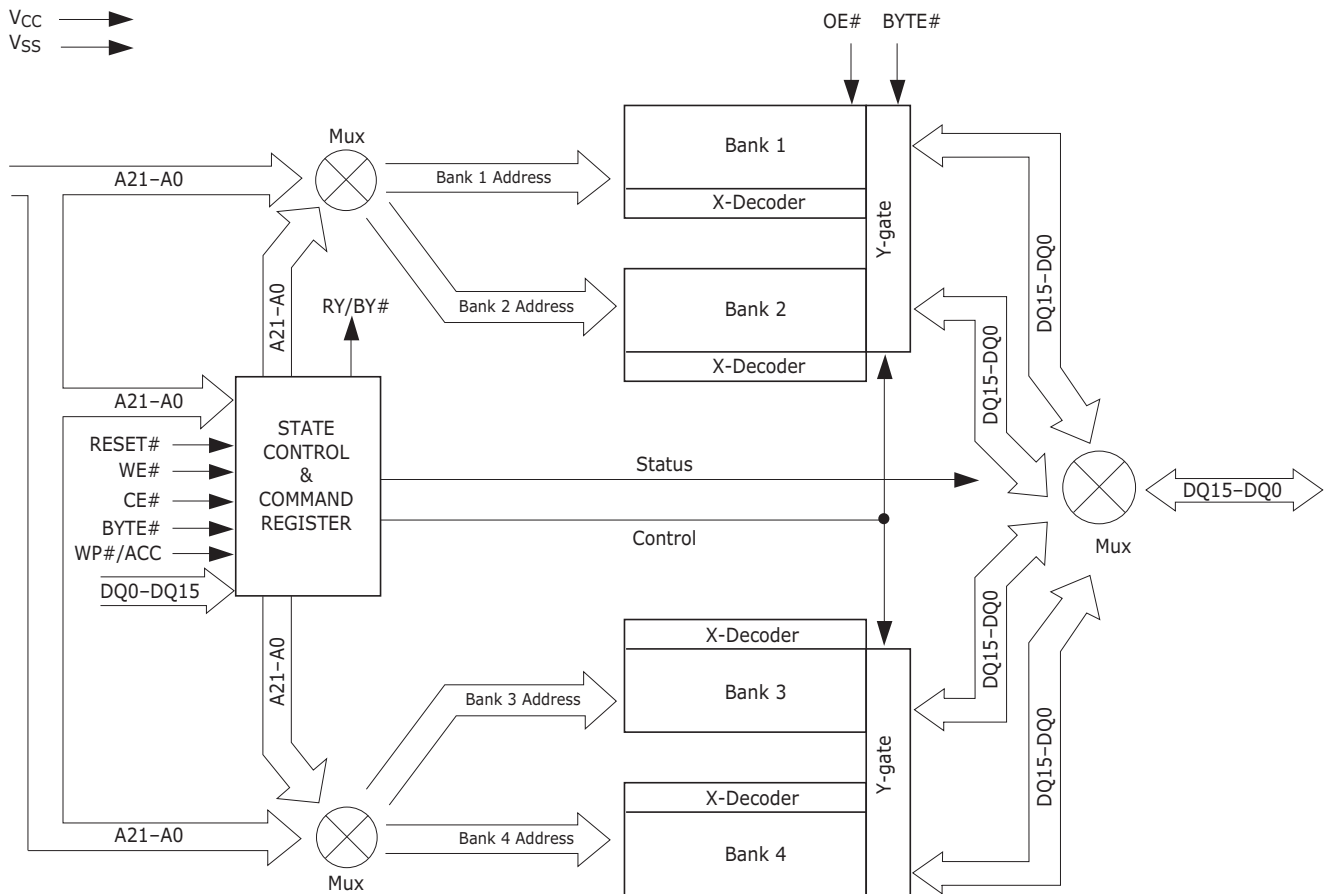 VCC
VSS
OE# BYTE#
Mux
A21–A0
Bank 1 Address
Bank 1
X-Decoder
Y-gate
DQ15–DQ0
A21–A0
RY/BY#
Bank 2 Address
Bank 2
X-Decoder
DQ15–DQ0
A21–A0
RESET#
WE#
CE#
BYTE#
WP#/ACC
DQ0–DQ15
STATE
CONTROL
&
COMMAND
REGISTER
Status
Control
DQ15–DQ0
Mux
A21–A0
X-Decoder
Bank 3 Address
Bank 3
Y-gate
DQ15–DQ0
DQ15–DQ0
X-Decoder
A21–A0
Mux
Bank 4 Address
Bank 4